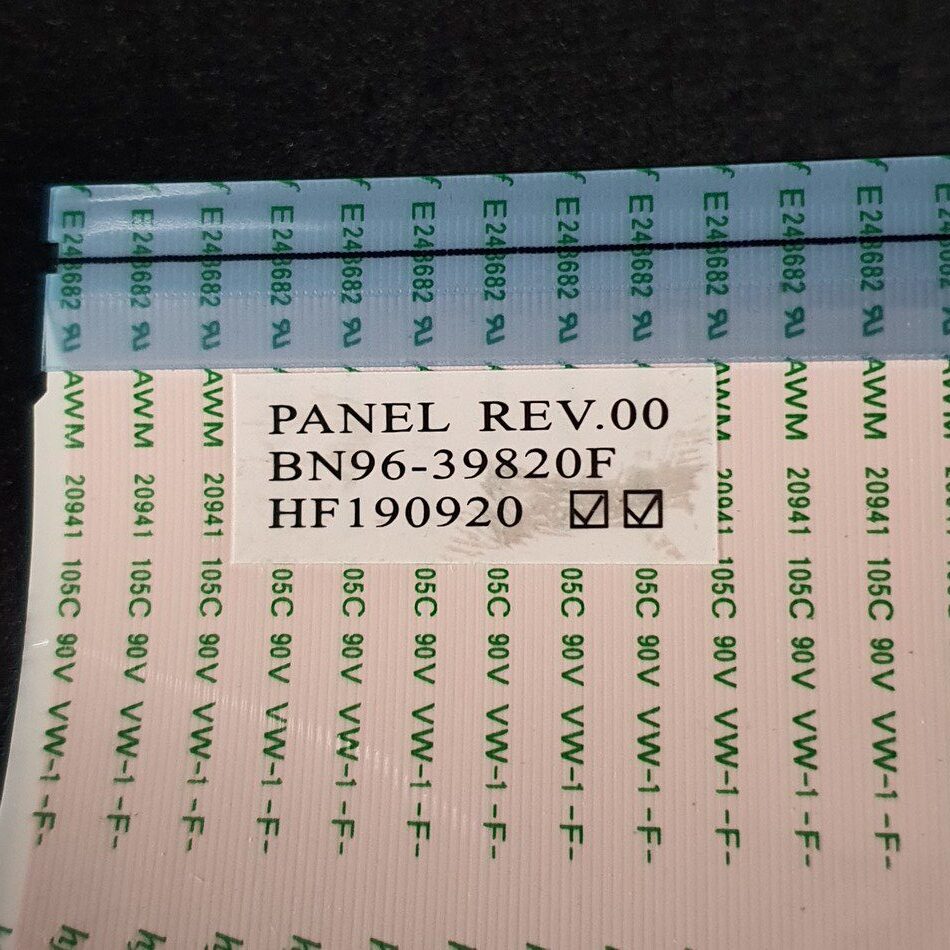 E248682
AWM 20941 105C 90V VW-1 -F-
PANEL REV.00
BN96-39820F
HF190920 ☑ ☑